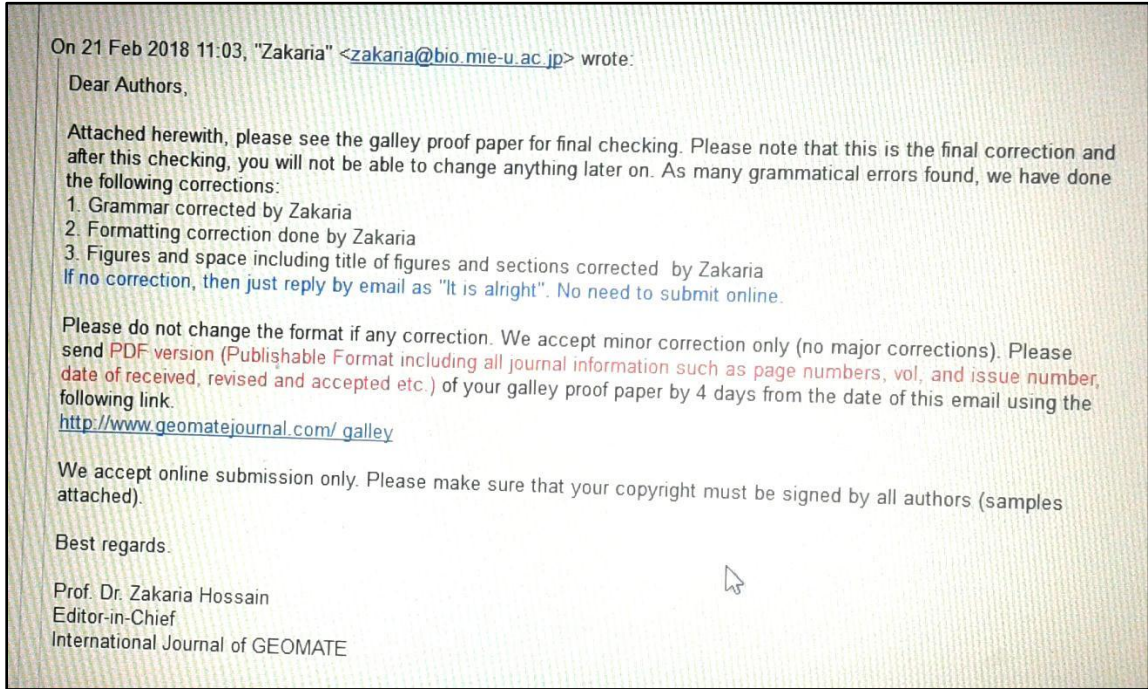 On 21 Feb 2018 11:03, "Zakaria" <zakaria@bio.mie-u.ac.jp> wrote:
Dear Authors,
Attached herewith, please see the galley proof paper for final checking. Please note that this is the final correction and
after this checking, you will not be able to change anything later on. As many grammatical errors found, we have done
the following corrections:
1. Grammar corrected by Zakaria
2. Formatting correction done by Zakaria
3. Figures and space including title of figures and sections corrected by Zakaria
If no correction, then just reply by email as "It is alright". No need to submit online.
Please do not change the format if any correction. We accept minor correction only (no major corrections). Please
send PDF version (Publishable Format including all journal information such as page numbers, vol, and issue number,
date of received, revised and accepted etc.) of your galley proof paper by 4 days from the date of this email using the
following link.
http://www.geomatejournal.com/ galley
We accept online submission only. Please make sure that your copyright must be signed by all authors (samples
attached).
Best regards.
Prof. Dr. Zakaria Hossain
Editor-in-Chief
International Journal of GEOMATE